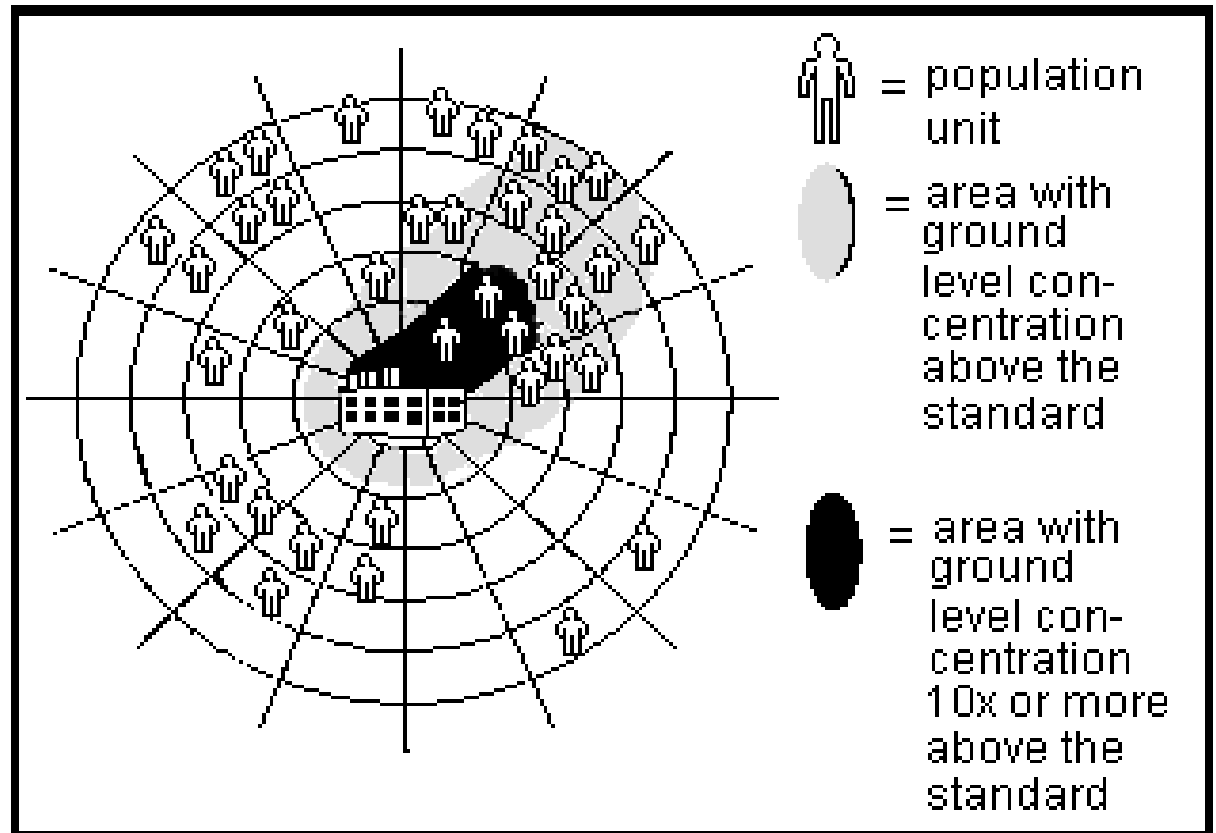 = population
unit
= area with
ground
level con-
centration
above the
standard
= area with
ground
level con-
centration
10x or more
above the
standard